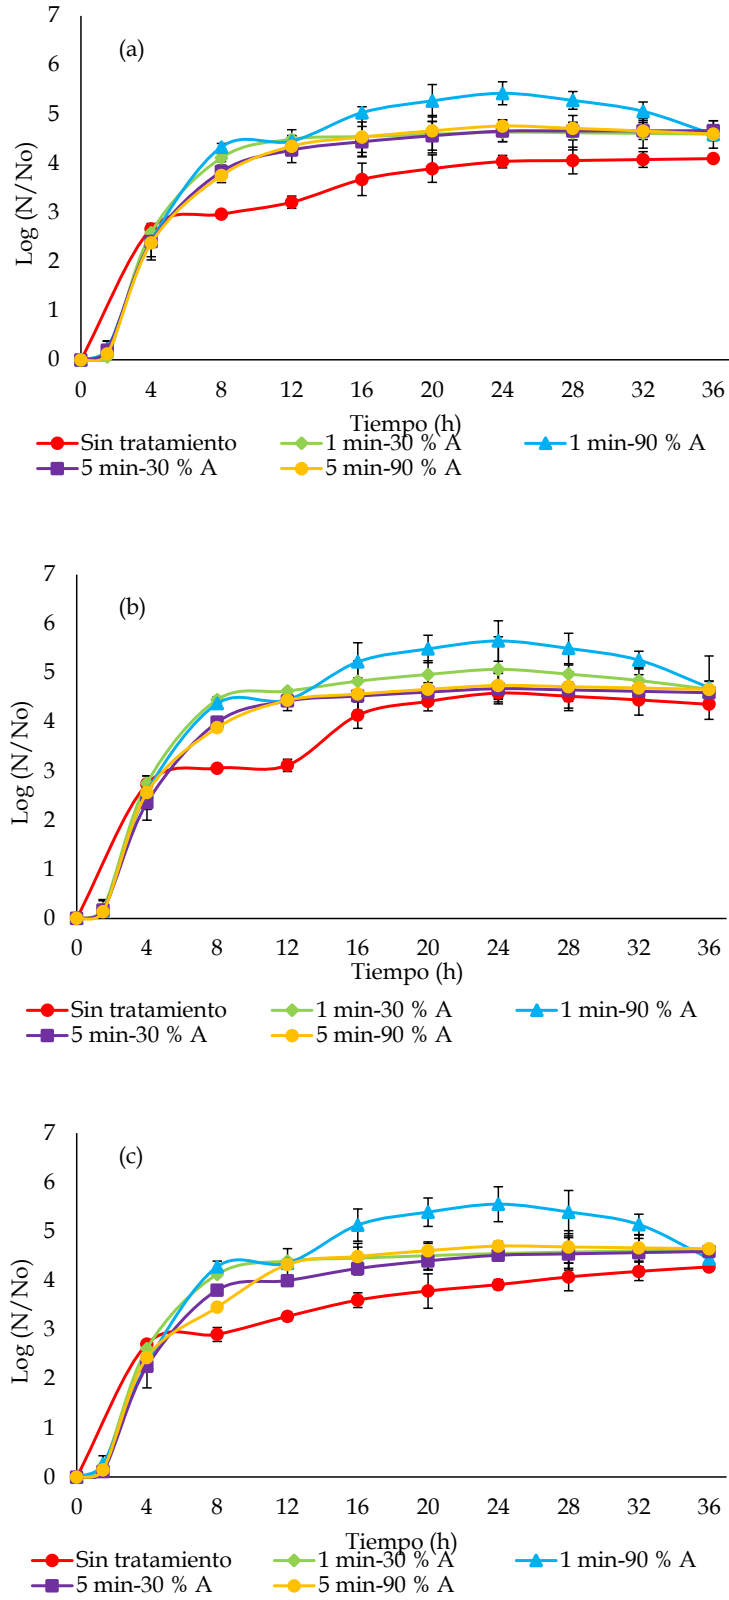 7
(a)
6
5
4
3
2
1
0
Log (N/No)
0 4 8 12 16 20 24 28 32 36
Tiempo (h)
Sin tratamiento 1 min-30 % A 1 min-90 % A
5 min-30 % A 5 min-90 % A
7
(b)
6
5
4
3
2
1
0
Log (N/No)
0 4 8 12 16 20 24 28 32 36
Tiempo (h)
Sin tratamiento 1 min-30 % A 1 min-90 % A
5 min-30 % A 5 min-90 % A
7
(c)
6
5
4
3
2
1
0
Log (N/No)
0 4 8 12 16 20 24 28 32 36
Tiempo (h)
Sin tratamiento 1 min-30 % A 1 min-90 % A
5 min-30 % A 5 min-90 % A